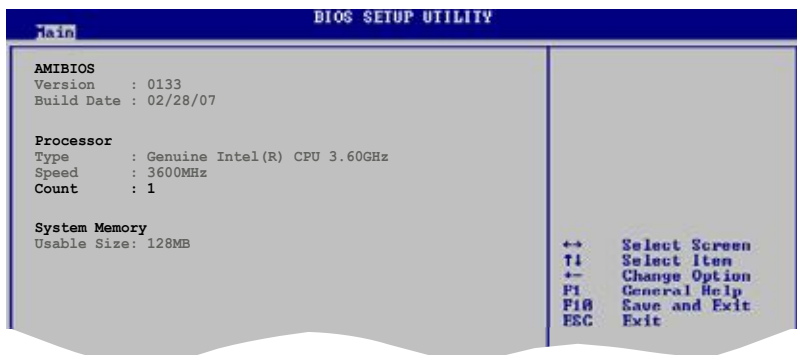 BIOS SETUP UTILITY
Main
AMIBIOS
Version : 0133
Build Date : 02/28/07
Processor
Type : Genuine Intel(R) CPU 3.60GHz
Speed : 3600MHz
Count : 1
System Memory
Usable Size: 128MB
↔ Select Screen
↑↓ Select Item
+- Change Option
F1 General Help
F10 Save and Exit
ESC Exit